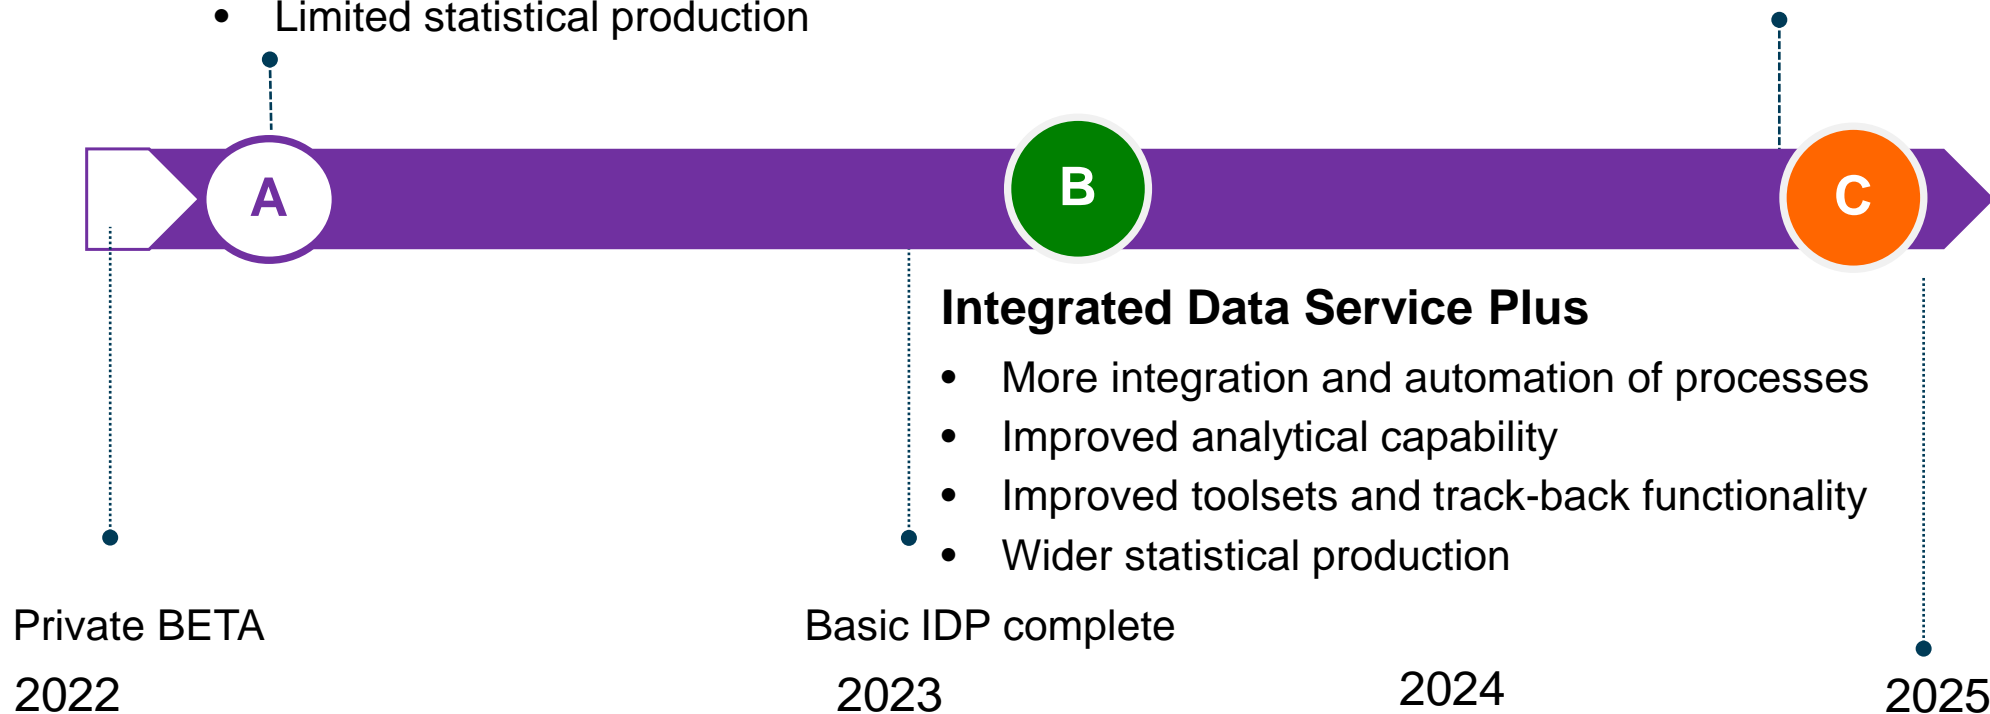 • Limited statistical production
A
B
C
Integrated Data Service Plus
• More integration and automation of processes
• Improved analytical capability
• Improved toolsets and track-back functionality
• Wider statistical production
Private BETA
Basic IDP complete
2022
2023
2024
2025